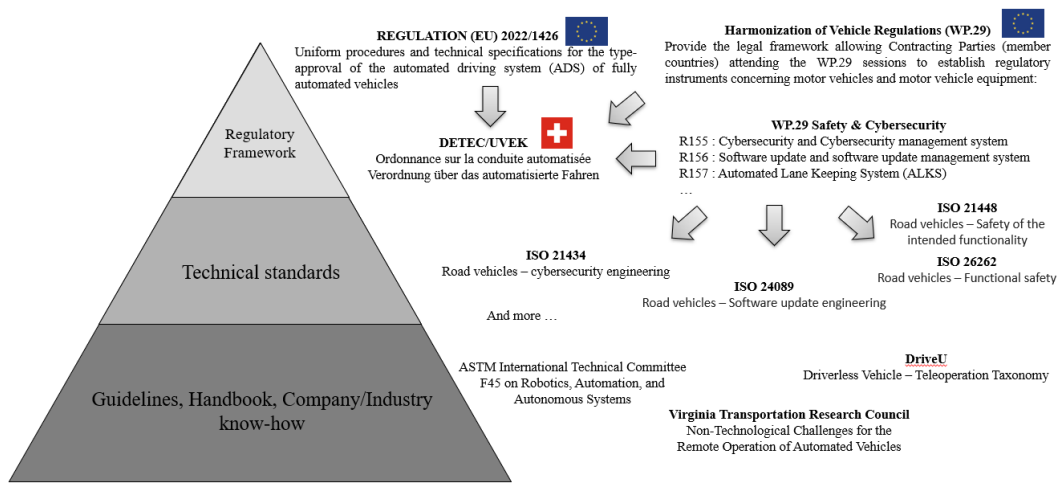 REGULATION (EU) 2022/1426
Uniform procedures and technical specifications for the type-
approval of the automated driving system (ADS) of fully
automated vehicles
Harmonization of Vehicle Regulations (WP.29)
Provide the legal framework allowing Contracting Parties (member
countries) attending the WP.29 sessions to establish regulatory
instruments concerning motor vehicles and motor vehicle equipment:
Regulatory
Framework
DETEC/UVEK
Ordonnance sur la conduite automatisée
Verordnung über das automatisierte Fahren
WP.29 Safety & Cybersecurity
R155 : Cybersecurity and Cybersecurity management system
R156 : Software update and software update management system
R157 : Automated Lane Keeping System (ALKS)
…
Technical standards
ISO 21434
Road vehicles – cybersecurity engineering
ISO 24089
Road vehicles – Software update engineering
ISO 21448
Road vehicles – Safety of the
intended functionality
ISO 26262
Road vehicles – Functional safety
And more …
Guidelines, Handbook, Company/Industry
know-how
ASTM International Technical Committee
F45 on Robotics, Automation, and
Autonomous Systems
DriveU
Driverless Vehicle – Teleoperation Taxonomy
Virginia Transportation Research Council
Non-Technological Challenges for the
Remote Operation of Automated Vehicles